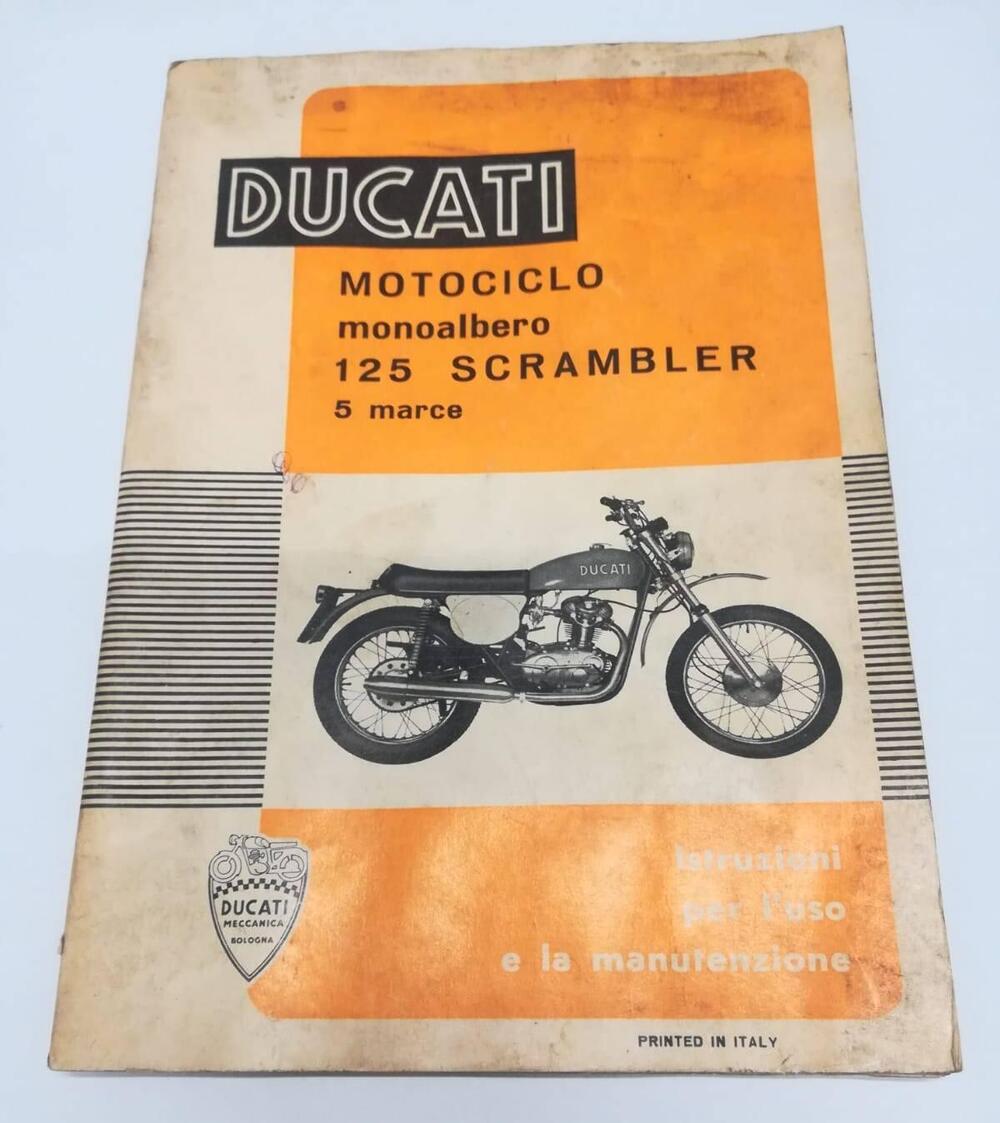 DUCATI
MOTOCICLO
monoalbero
125 SCRAMBLER
5 marce
DUCATI
DUCATI
MECCANICA
BOLOGNA
Istruzioni
per l'uso
e la manutenzione
PRINTED IN ITALY